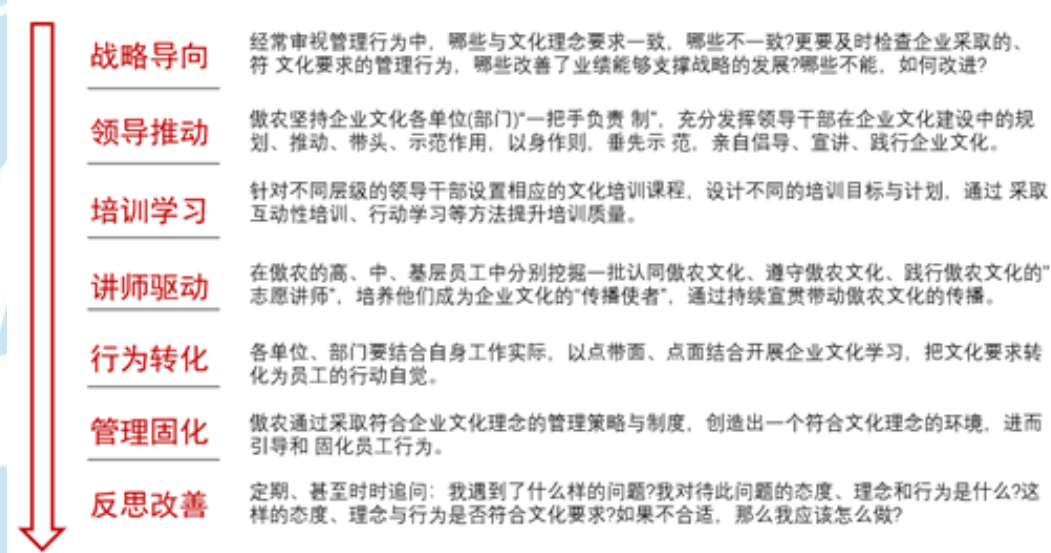 战略导向
经常审视管理行为中，哪些与文化理念要求一致，哪些不一致?更要及时检查企业采取的、
符 文化要求的管理行为，哪些改善了业绩能够支撑战略的发展?哪些不能，如何改进?
领导推动
傲农坚持企业文化各单位(部门)“一把手负责 制”，充分发挥领导干部在企业文化建设中的规
划、推动、带头、示范作用，以身作则，垂先示 范，亲自倡导、宣讲、践行企业文化。
培训学习
针对不同层级的领导干部设置相应的文化培训课程，设计不同的培训目标与计划，通过 采取
互动性培训、行动学习等方法提升培训质量。
讲师驱动
在傲农的高、中、基层员工中分别挖掘一批认同傲农文化、遵守傲农文化、践行傲农文化的“
志愿讲师”，培养他们成为企业文化的“传播使者”，通过持续宣贯带动傲农文化的传播。
行为转化
各单位、部门要结合自身工作实际，以点带面、点面结合开展企业文化学习，把文化要求转
化为员工的行动自觉。
管理固化
傲农通过采取符合企业文化理念的管理策略与制度，创造出一个符合文化理念的环境，进而
引导和 固化员工行为。
反思改善
定期、甚至时时追问：我遇到了什么样的问题?我对待此问题的态度、理念和行为是什么?这
样的态度、理念与行为是否符合文化要求?如果不合适，那么我应该怎么做?